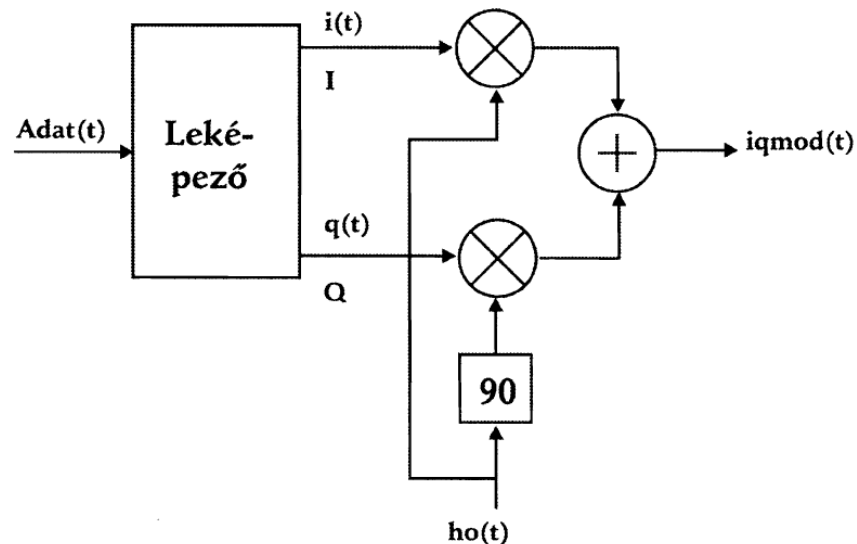 i(t)
I
Adat(t)
Leké-
pező
iqmod(t)
q(t)
Q
90
ho(t)